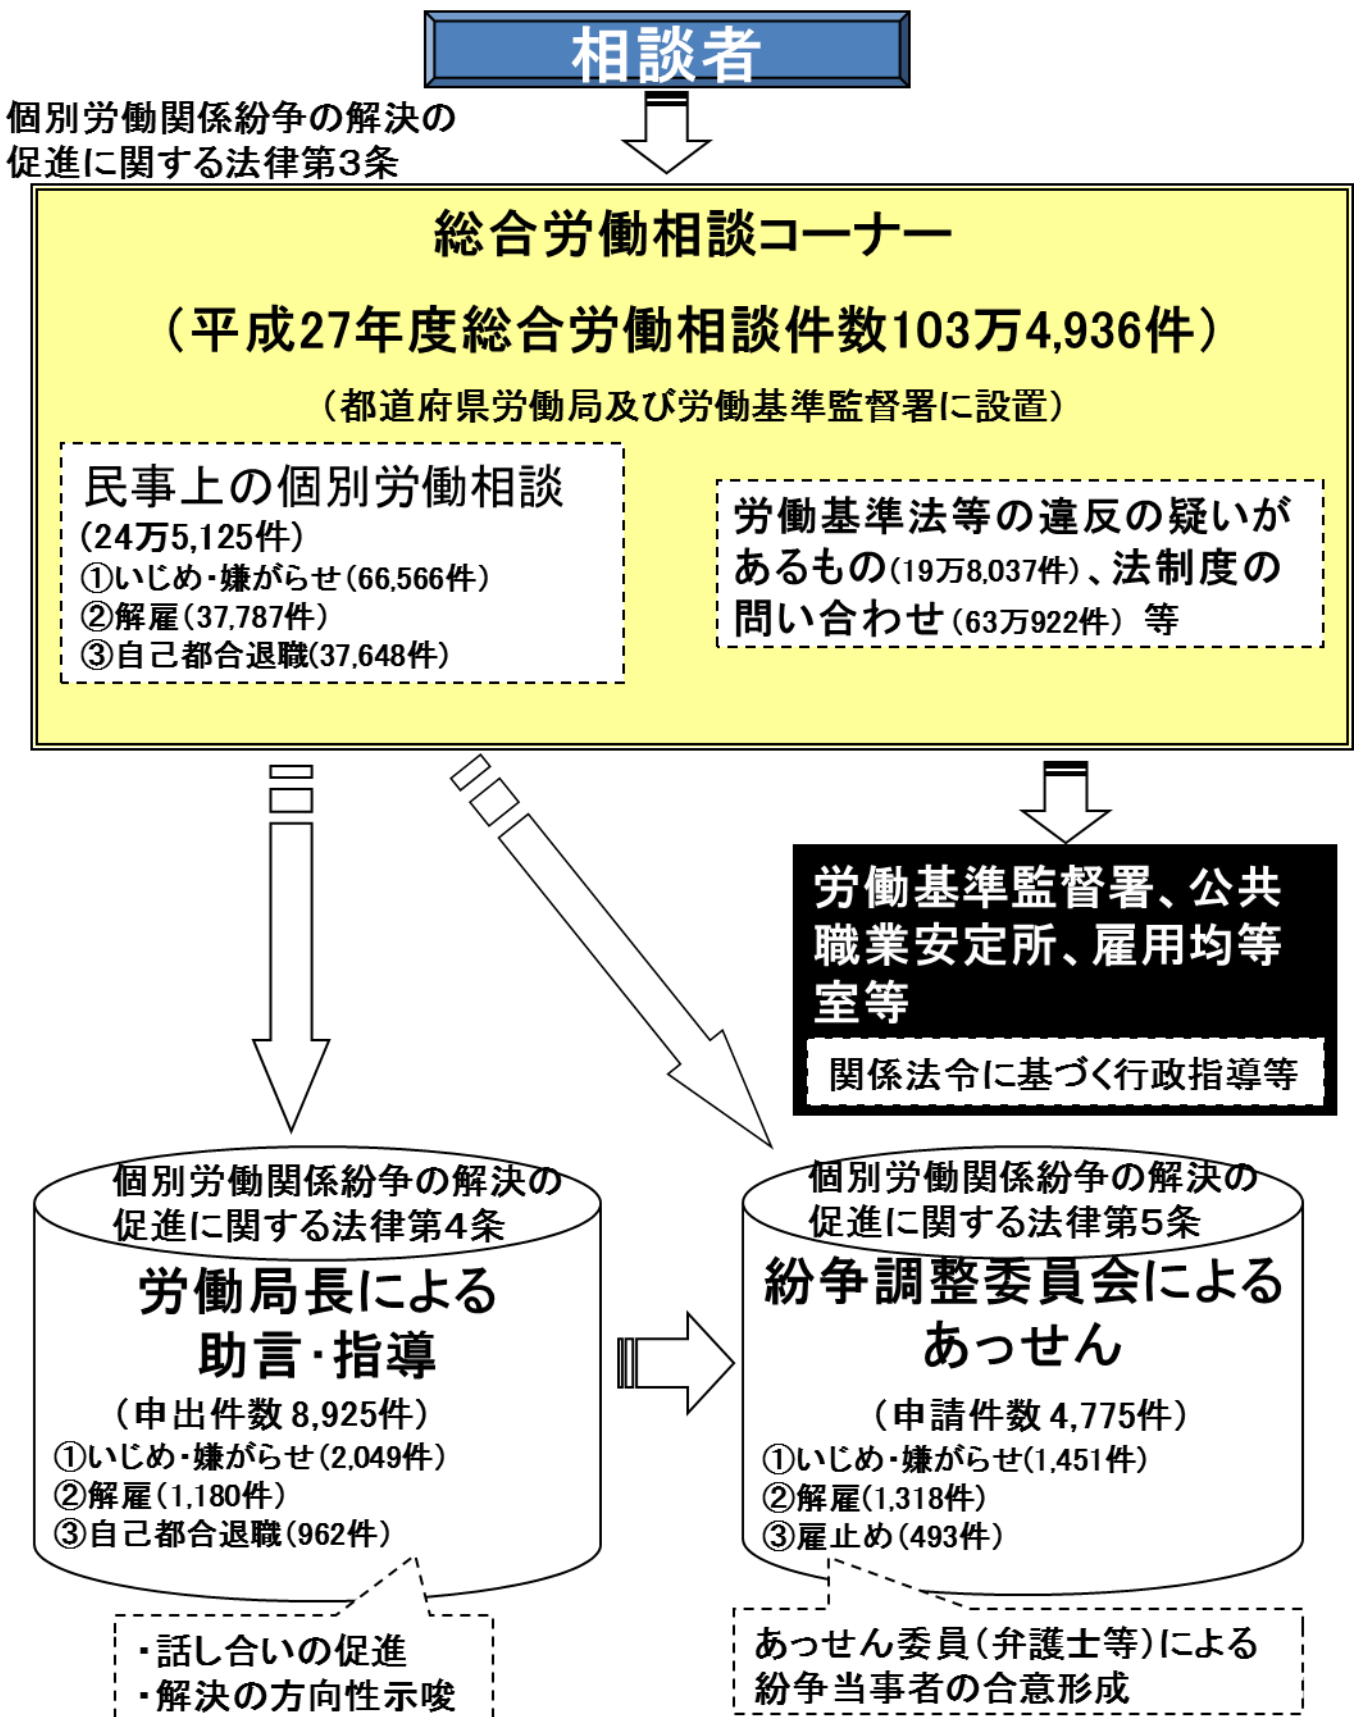 相談者
個別労働関係紛争の解決の
促進に関する法律第3条
総合労働相談コーナー
（平成27年度総合労働相談件数103万4,936件）
（都道府県労働局及び労働基準監督署に設置）
民事上の個別労働相談
(24万5,125件)
①いじめ・嫌がらせ(66,566件)
②解雇(37,787件)
③自己都合退職(37,648件)
労働基準法等の違反の疑いが
あるもの(19万8,037件)、法制度の
問い合わせ(63万922件) 等
労働基準監督署、公共
職業安定所、雇用均等
室等
関係法令に基づく行政指導等
個別労働関係紛争の解決の
促進に関する法律第4条
労働局長による
助言・指導
（申出件数 8,925件）
①いじめ・嫌がらせ(2,049件)
②解雇(1,180件)
③自己都合退職(962件)
・話し合いの促進
・解決の方向性示唆
個別労働関係紛争の解決の
促進に関する法律第5条
紛争調整委員会による
あっせん
（申請件数 4,775件）
①いじめ・嫌がらせ(1,451件)
②解雇(1,318件)
③雇止め(493件)
あっせん委員（弁護士等）による
紛争当事者の合意形成